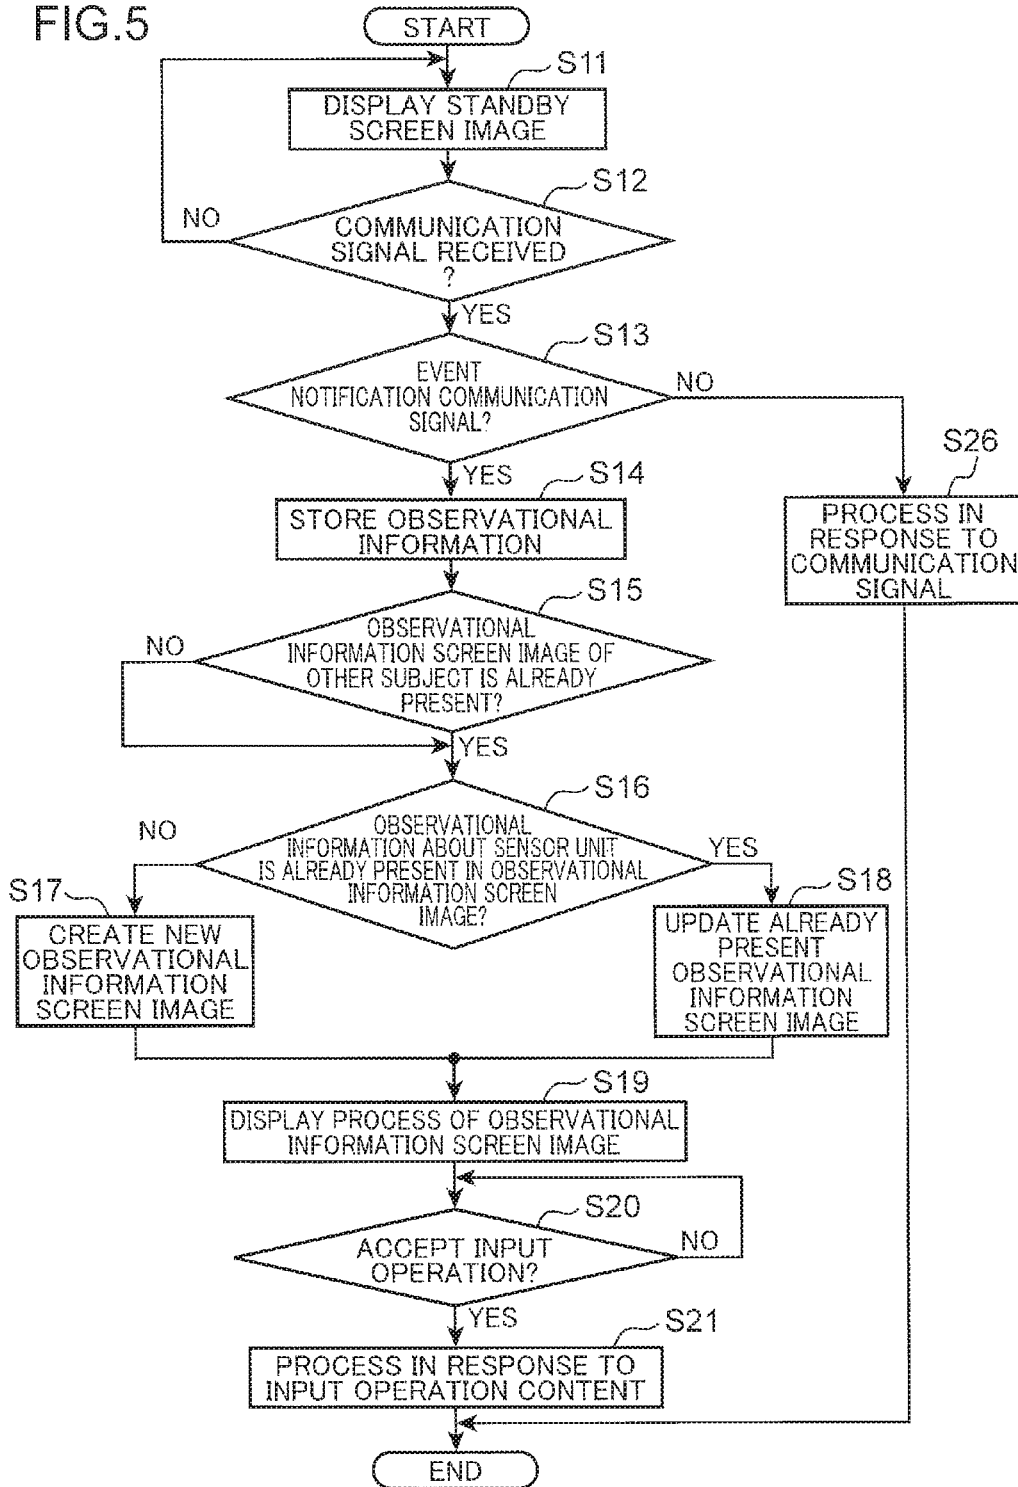 FIG.5
START
S11
DISPLAY STANDBY
SCREEN IMAGE
S12
NO
COMMUNICATION
SIGNAL RECEIVED
?
YES
S13
EVENT
NOTIFICATION COMMUNICATION
SIGNAL?
NO
YES
S14
STORE OBSERVATIONAL
INFORMATION
S26
PROCESS IN
RESPONSE TO
COMMUNICATION
SIGNAL
S15
NO
OBSERVATIONAL
INFORMATION SCREEN IMAGE OF
OTHER SUBJECT IS ALREADY
PRESENT?
YES
S16
NO
OBSERVATIONAL
INFORMATION ABOUT SENSOR UNIT
IS ALREADY PRESENT IN OBSERVATIONAL
INFORMATION SCREEN
IMAGE?
YES
S17
CREATE NEW
OBSERVATIONAL
INFORMATION
SCREEN IMAGE
S18
UPDATE ALREADY
PRESENT
OBSERVATIONAL
INFORMATION
SCREEN IMAGE
S19
DISPLAY PROCESS OF OBSERVATIONAL
INFORMATION SCREEN IMAGE
S20
ACCEPT INPUT
OPERATION?
NO
YES
S21
PROCESS IN RESPONSE TO
INPUT OPERATION CONTENT
END